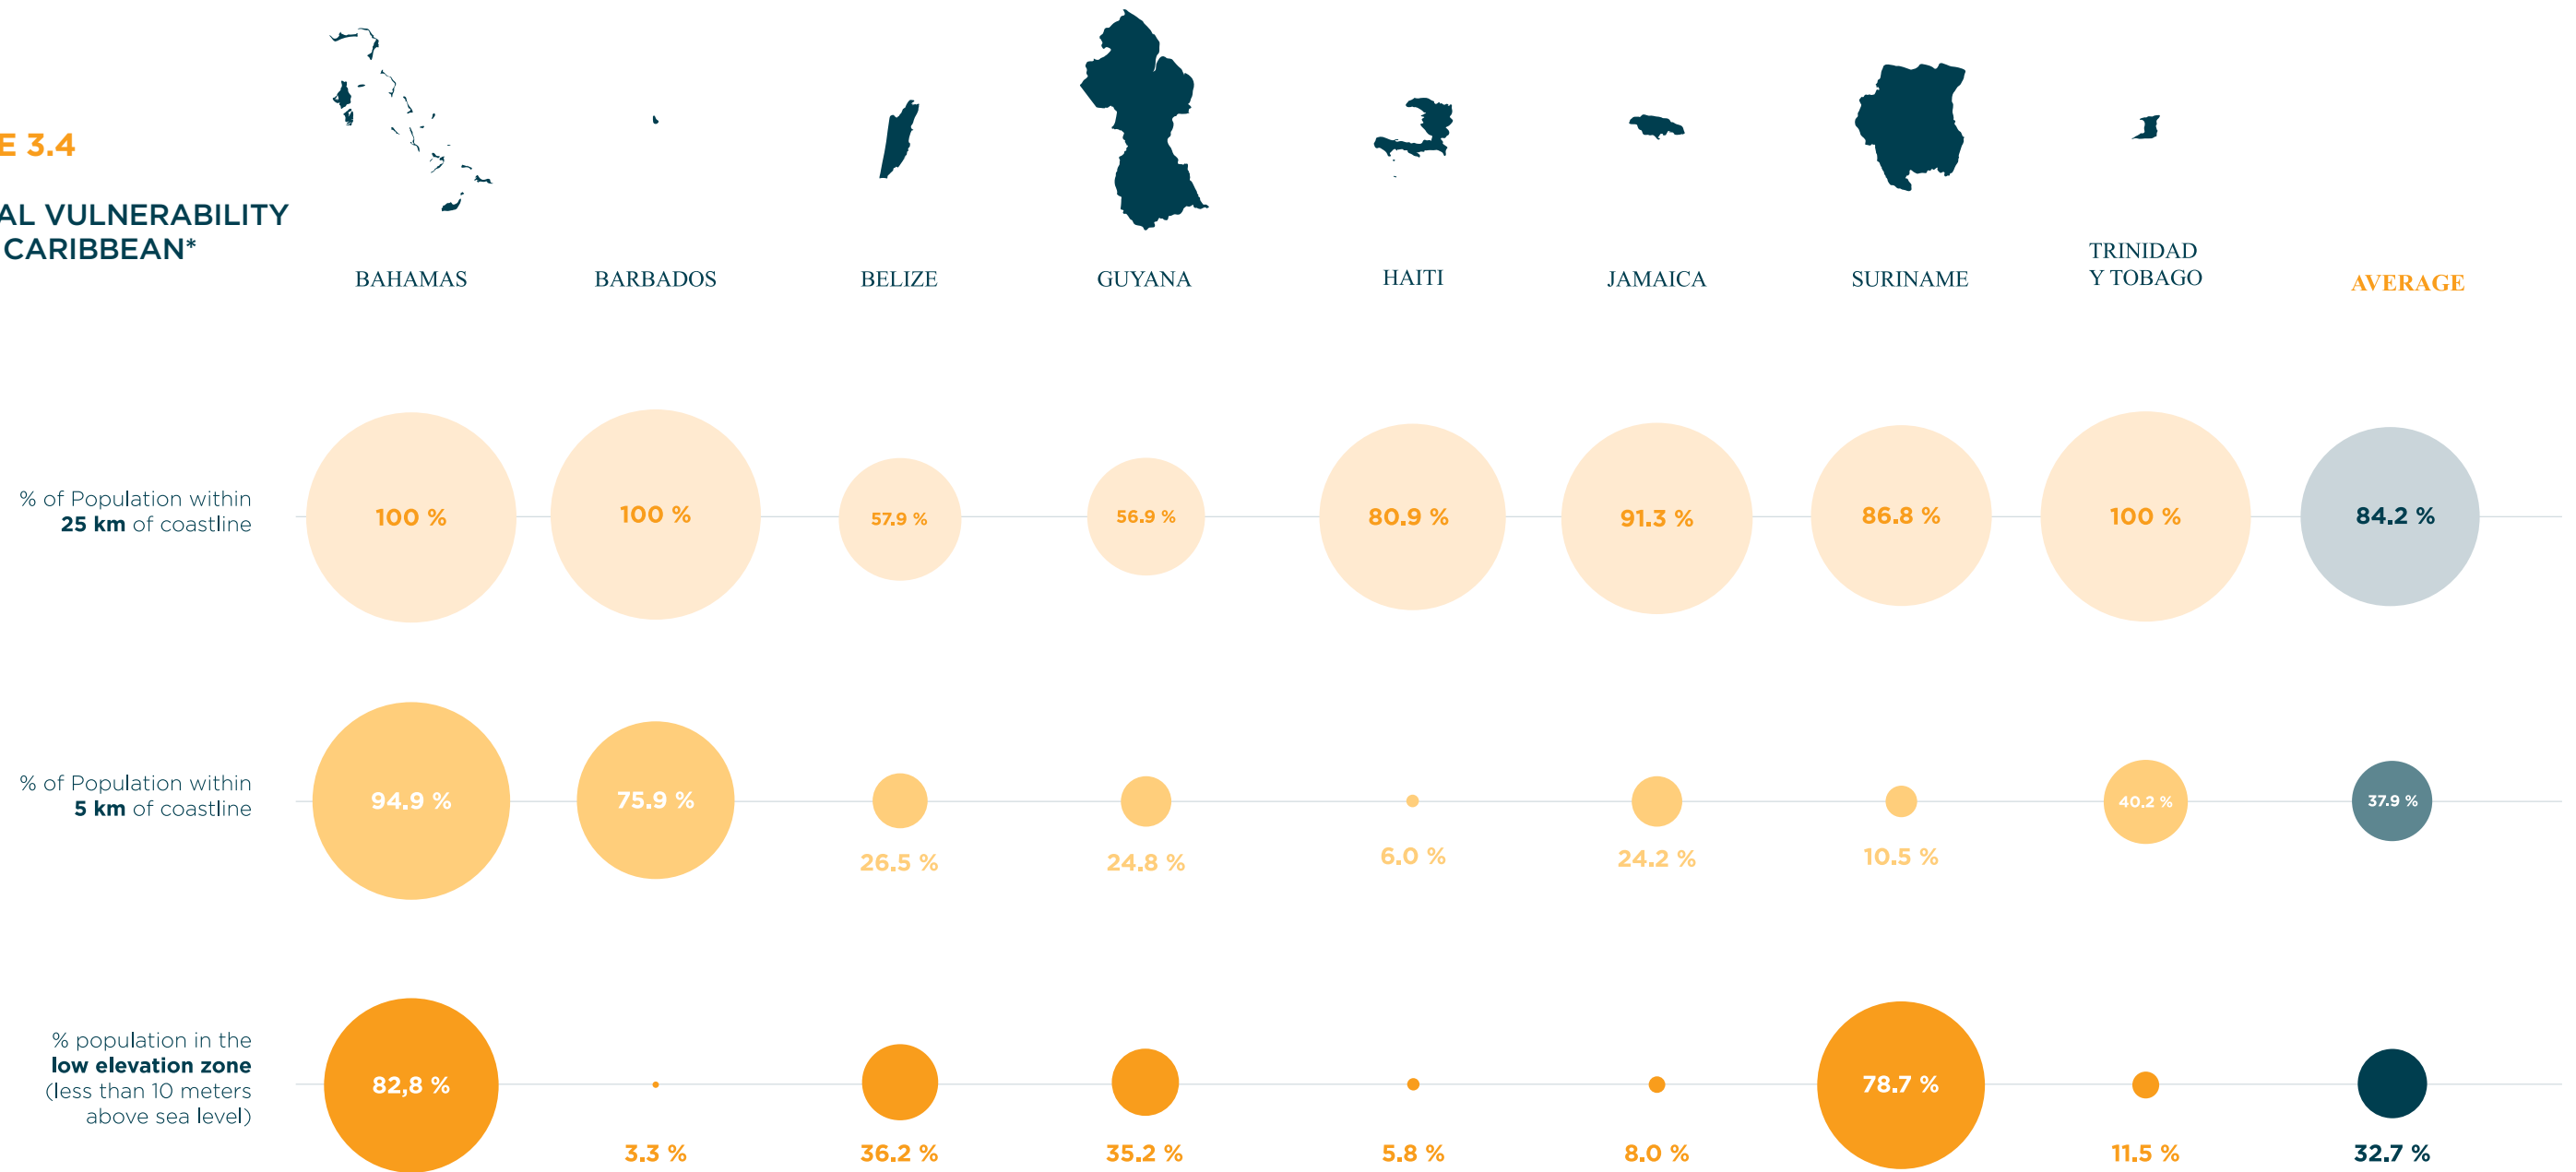 E 3.4
AL VULNERABILITY
CARIBBEAN*
BAHAMAS
BARBADOS
BELIZE
GUYANA
HAITI
JAMAICA
SURINAME
TRINIDAD
Y TOBAGO
AVERAGE
% of Population within
25 km of coastline
100 %
100 %
57.9 %
56.9 %
80.9 %
91.3 %
86.8 %
100 %
84.2 %
% of Population within
5 km of coastline
94.9 %
75.9 %
26.5 %
24.8 %
6.0 %
24.2 %
10.5 %
40.2 %
37.9 %
% population in the
low elevation zone
(less than 10 meters
above sea level)
82,8 %
3.3 %
36.2 %
35.2 %
5.8 %
8.0 %
78.7 %
11.5 %
32.7 %